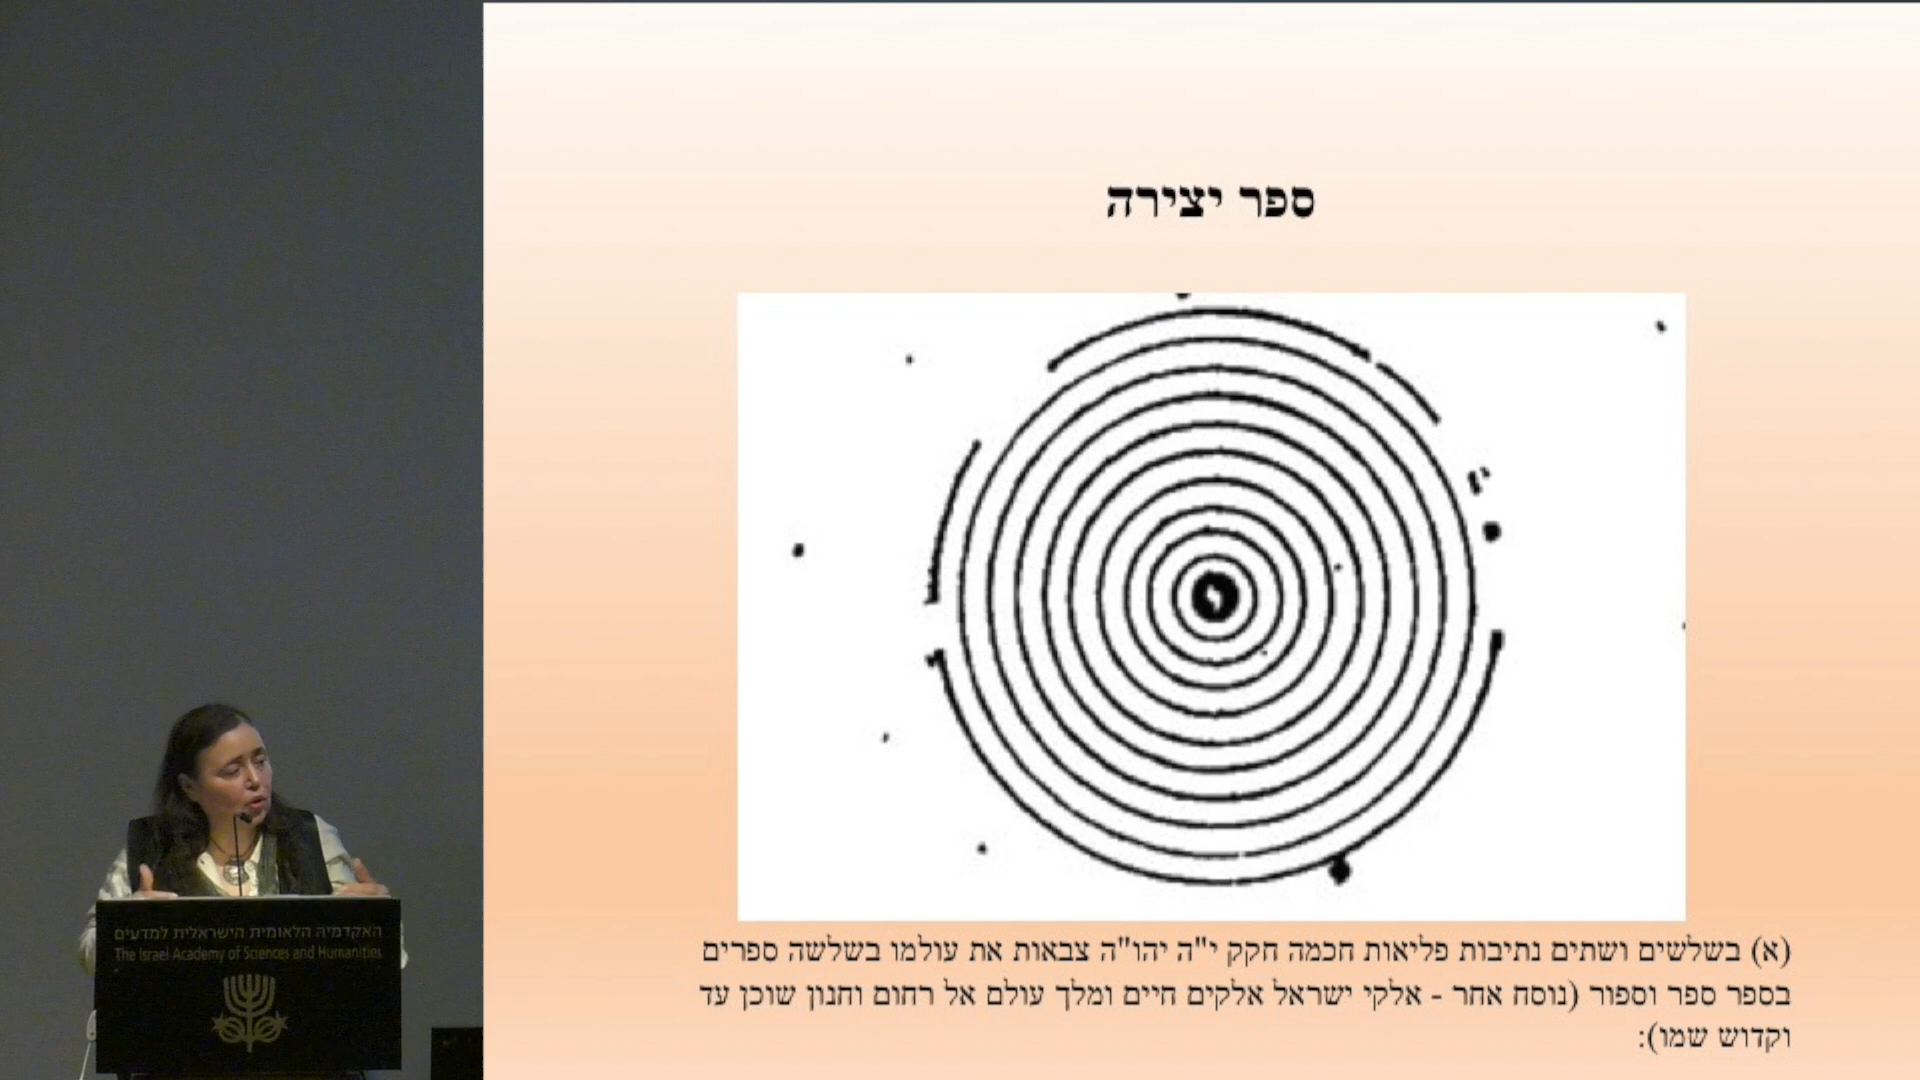 ספר יצירה
(א) בשלשים ושתים נתיבות פליאות חכמה חקק י"ה יהו"ה צבאות את עולמו בשלשה ספרים
בספר ספר וספור (נוסח אחר - אלקי ישראל אלקים חיים ומלך עולם אל רחום וחנון שוכן עד
וקדוש שמו):
האקדמיה הלאומית הישראלית למדעים
The Israel Academy of Sciences and Humanities